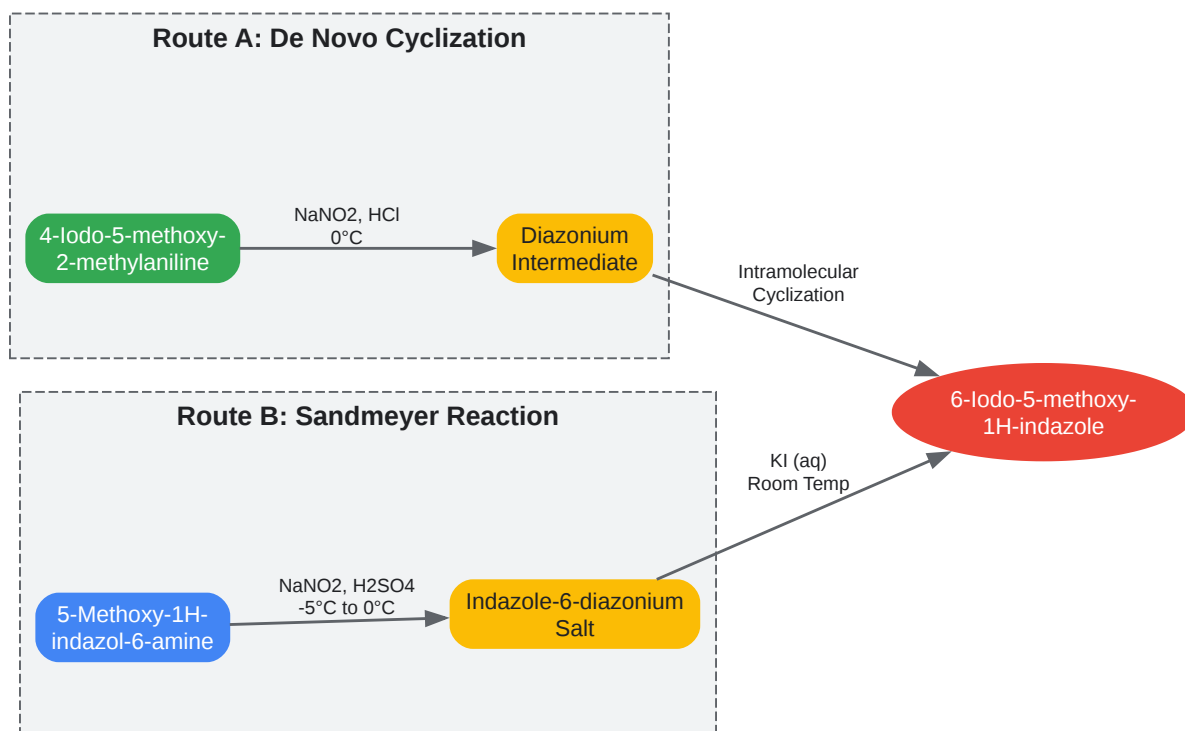 Route A: De Novo Cyclization
4-Iodo-5-methoxy-
2-methylaniline
NaNO2, HCl
0°C
Diazonium
Intermediate
Intramolecular
Cyclization
6-Iodo-5-methoxy-
1H-indazole
Route B: Sandmeyer Reaction
5-Methoxy-1H-
indazol-6-amine
NaNO2, H2SO4
-5°C to 0°C
Indazole-6-diazonium
Salt
KI (aq)
Room Temp